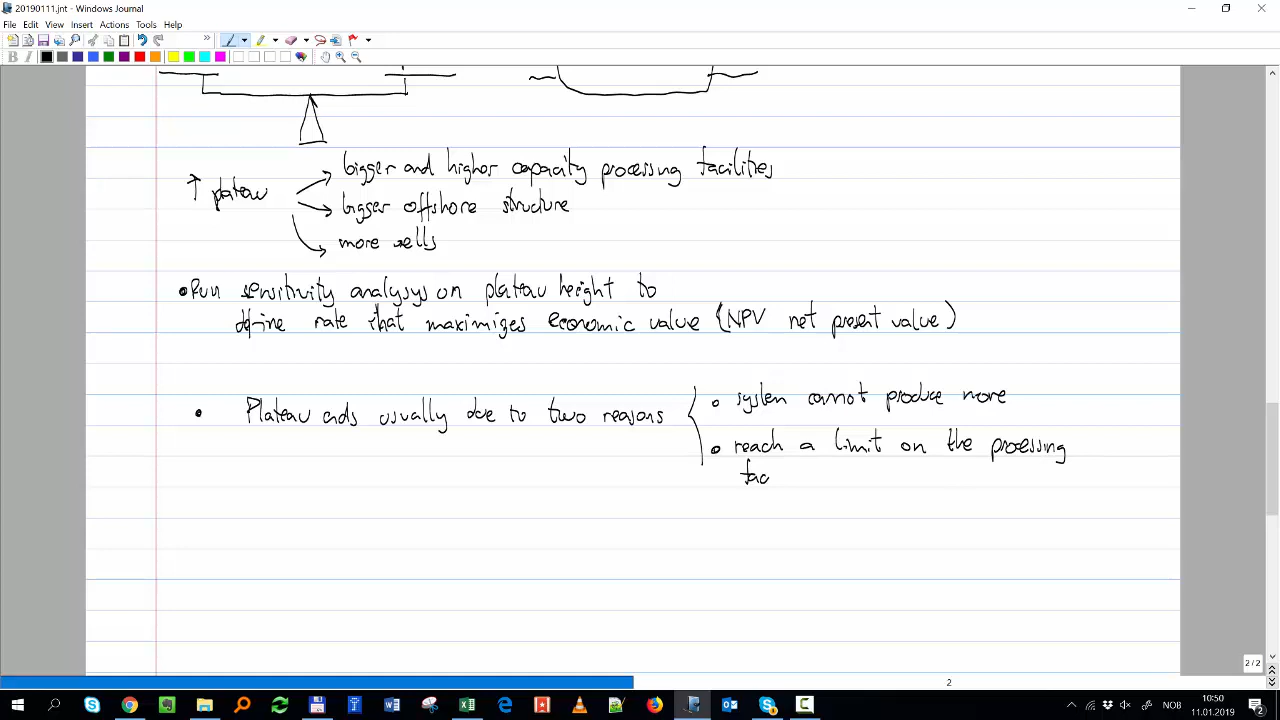 20190111.jnt - Windows Journal
File Edit View Insert Actions Tools Help
↑ plateau
bigger and higher capacity processing facilities
bigger offshore structure
more wells
• Run sensitivity analysys on plateau height to
define rate that maximizes economic value (NPV net present value)
• Plateau ends usually due to two reasons
• system cannot produce more
• reach a limit on the processing
fac
2/2
2
NOB
10:50
11.01.2019